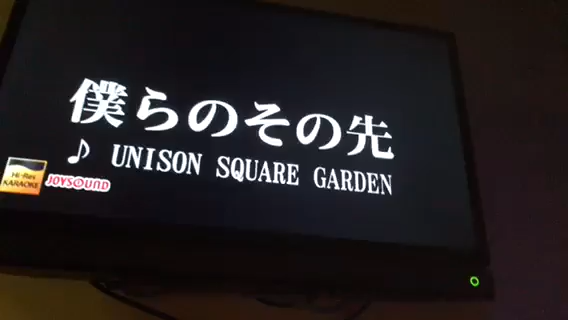 僕らのその先
♪ UNISON SQUARE GARDEN
Hi-Res
KARAOKE
JOYSOUND